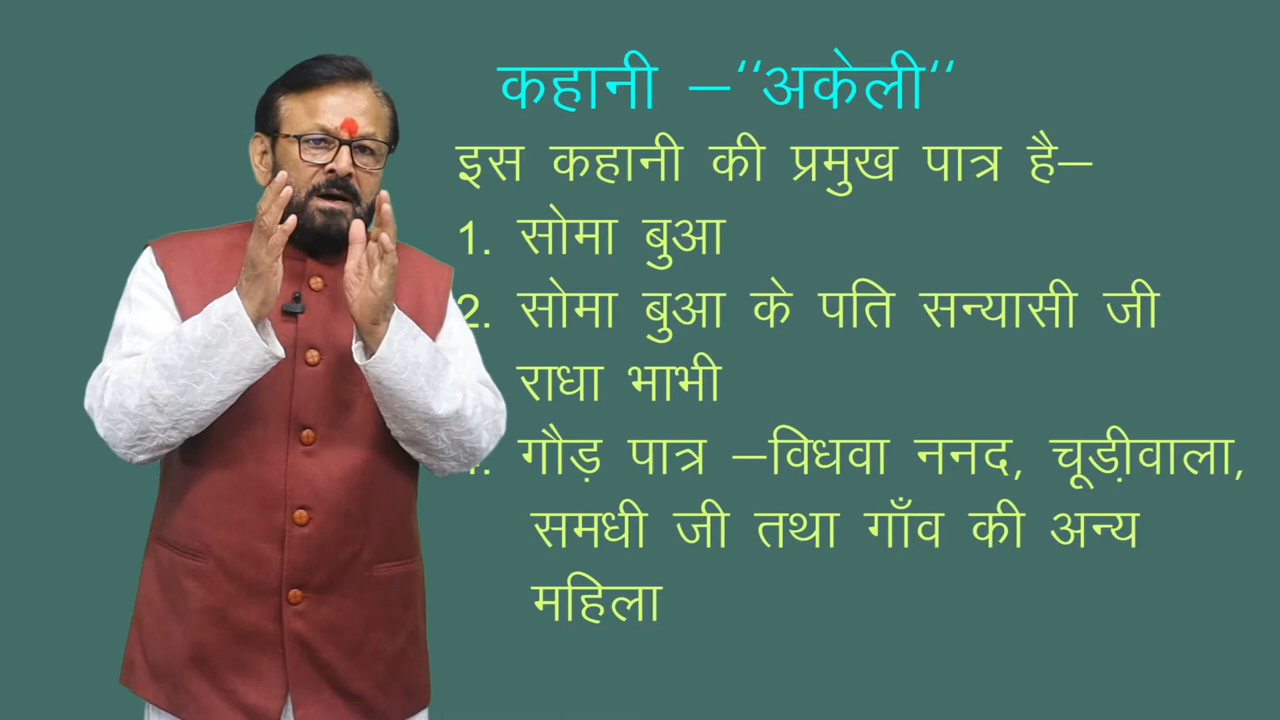 कहानी –‘‘अकेली‘‘
इस कहानी की प्रमुख पात्र है–
1. सोमा बुआ
2. सोमा बुआ के पति सन्यासी जी
राधा भाभी
गौड़ पात्र –विधवा ननद, चूड़ीवाला,
समधी जी तथा गाँव की अन्य
महिला